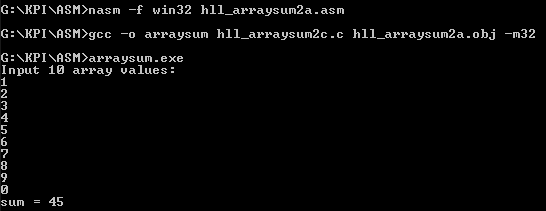 G:\KPI\ASM>nasm -f win32 hll_arraysum2a.asm
G:\KPI\ASM>gcc -o arraysum hll_arraysum2c.c hll_arraysum2a.obj -m32
G:\KPI\ASM>arraysum.exe
Input 10 array values:
1
2
3
4
5
6
7
8
9
0
sum = 45